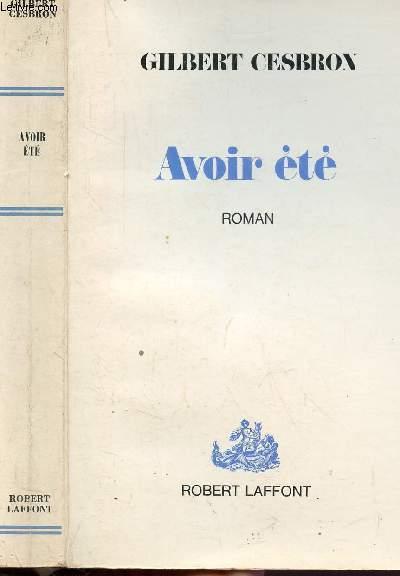 GILBERT
CESBRON
AVOIR
ÉTÉ
ROBERT
LAFFONT
GILBERT CESBRON
Avoir été
ROMAN
ROBERT LAFFONT